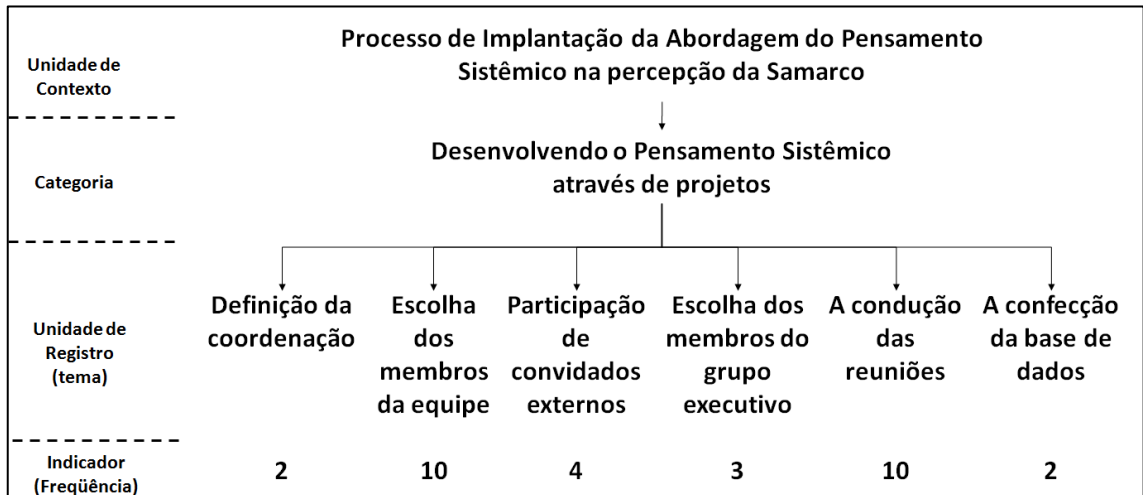 Unidade de
Contexto
Processo de Implantação da Abordagem do Pensamento
Sistêmico na percepção da Samarco
Categoria
Desenvolvendo o Pensamento Sistêmico
através de projetos
Unidade de
Registro
(tema)
Definição da
coordenação
Escolha
dos
membros
da equipe
Participação
de
convidados
externos
Escolha dos
membros do
grupo
executivo
A condução
das
reuniões
A confecção
da base de
dados
Indicador
(Freqüência)
2
10
4
3
10
2